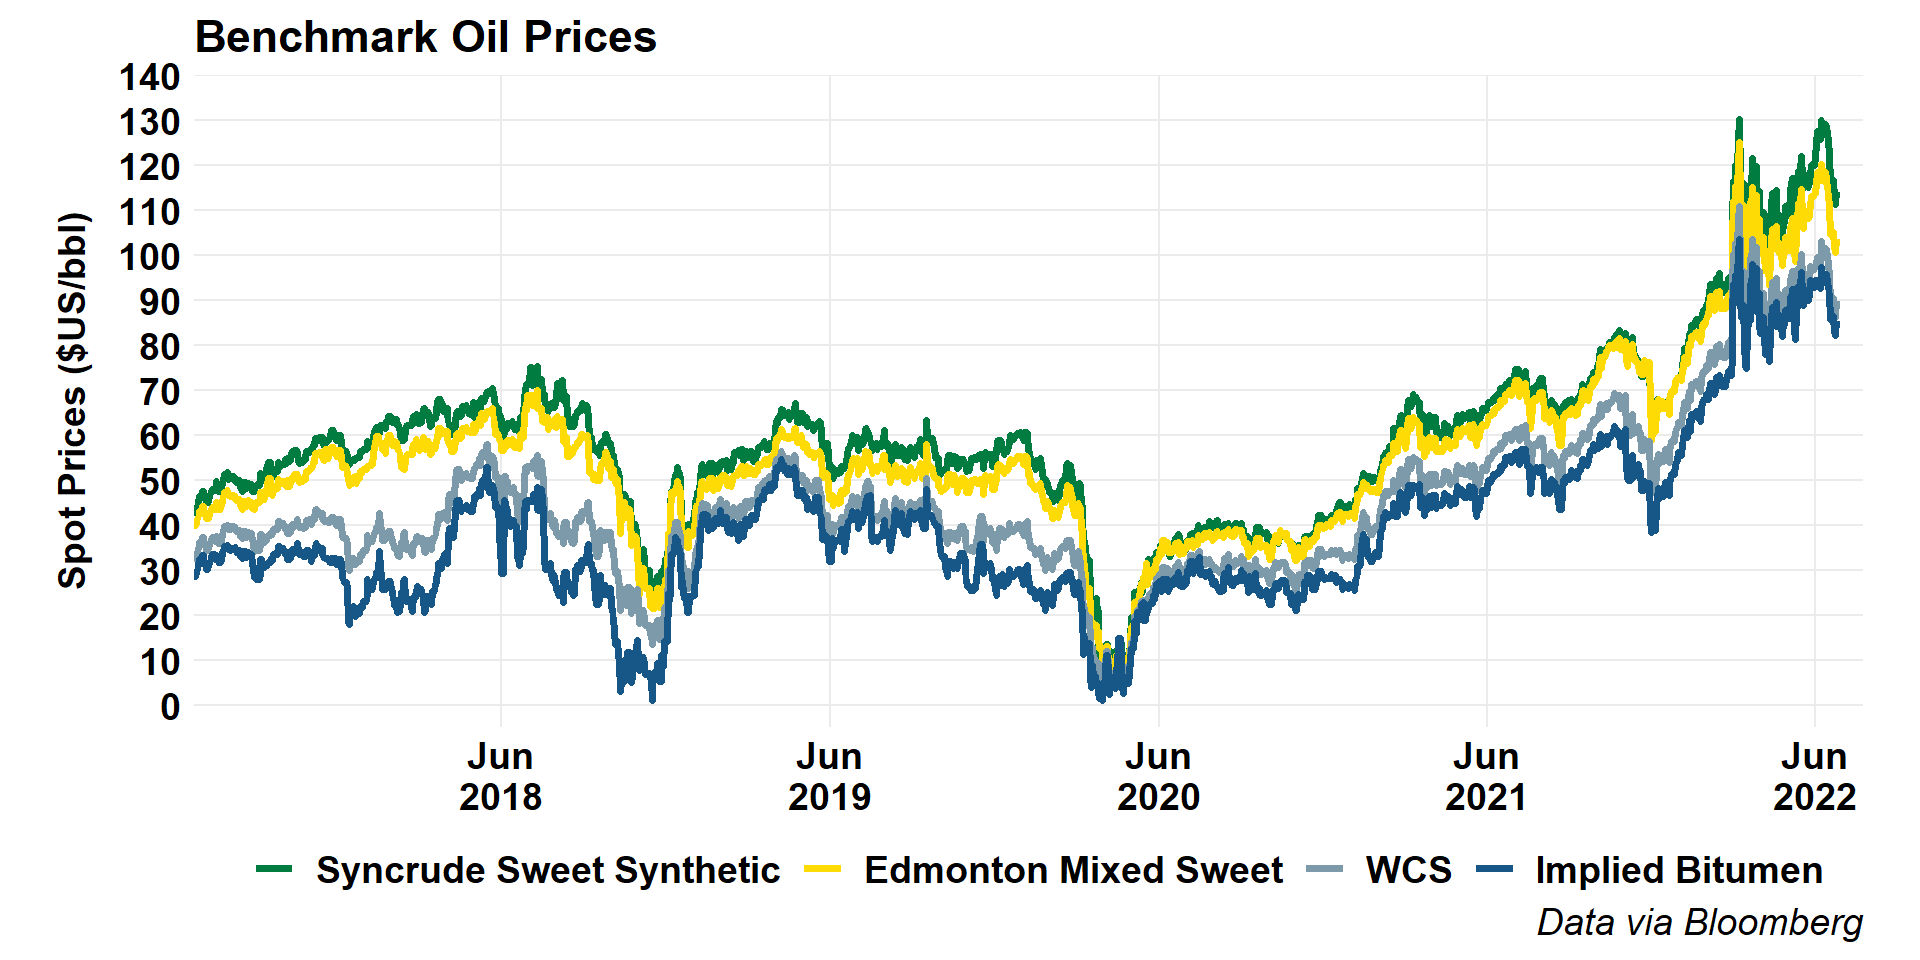 Benchmark Oil Prices
140
130
120
110
100
90
80
70
60
50
40
30
20
10
0
Spot Prices ($US/bbl)
Jun Jun Jun Jun Jun
2018 2019 2020 2021 2022
Syncrude Sweet Synthetic Edmonton Mixed Sweet WCS Implied Bitumen
Data via Bloomberg